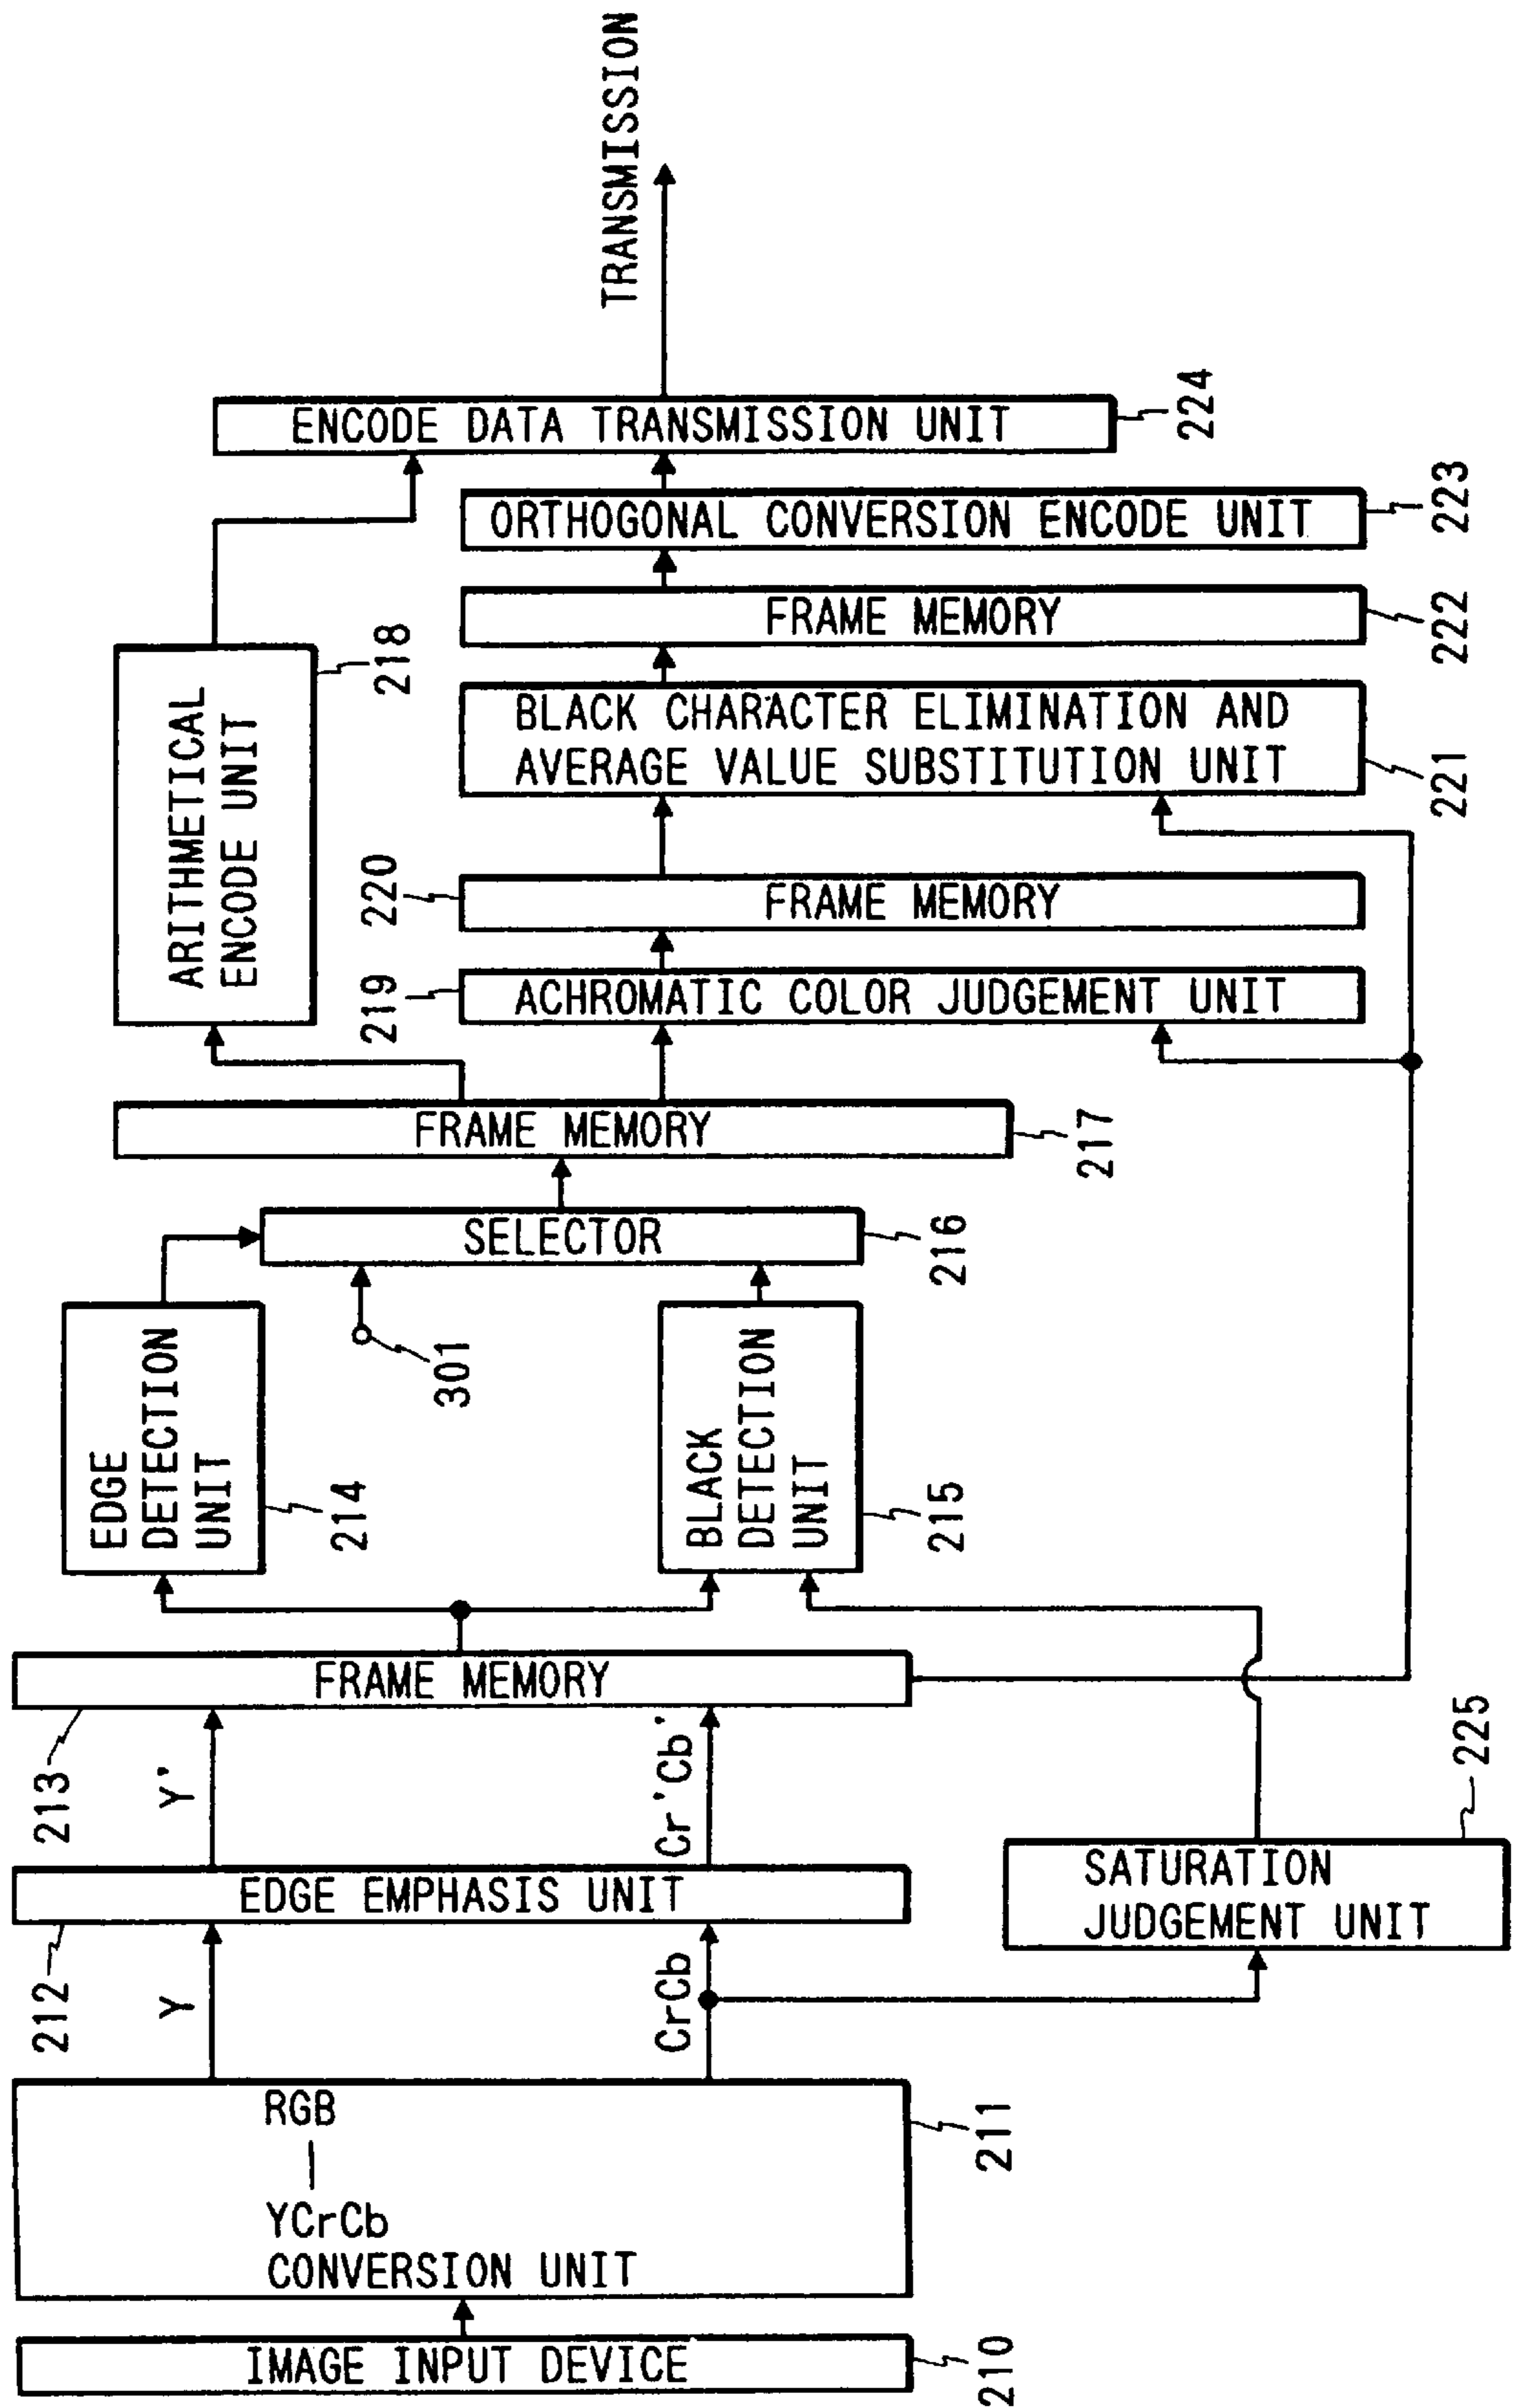 IMAGE INPUT DEVICE
210
RGB
|
YCrCb
CONVERSION UNIT
211
Y
CrCb
212
EDGE EMPHASIS UNIT
Y'
Cr'Cb'
213
FRAME MEMORY
SATURATION
JUDGEMENT UNIT
225
EDGE
DETECTION
UNIT
214
BLACK
DETECTION
UNIT
215
301
SELECTOR
216
FRAME MEMORY
217
ARITHMETICAL
ENCODE UNIT
218
219
ACHROMATIC COLOR JUDGEMENT UNIT
220
FRAME MEMORY
BLACK CHARACTER ELIMINATION AND
AVERAGE VALUE SUBSTITUTION UNIT
221
FRAME MEMORY
222
ORTHOGONAL CONVERSION ENCODE UNIT
223
ENCODE DATA TRANSMISSION UNIT
224
TRANSMISSION